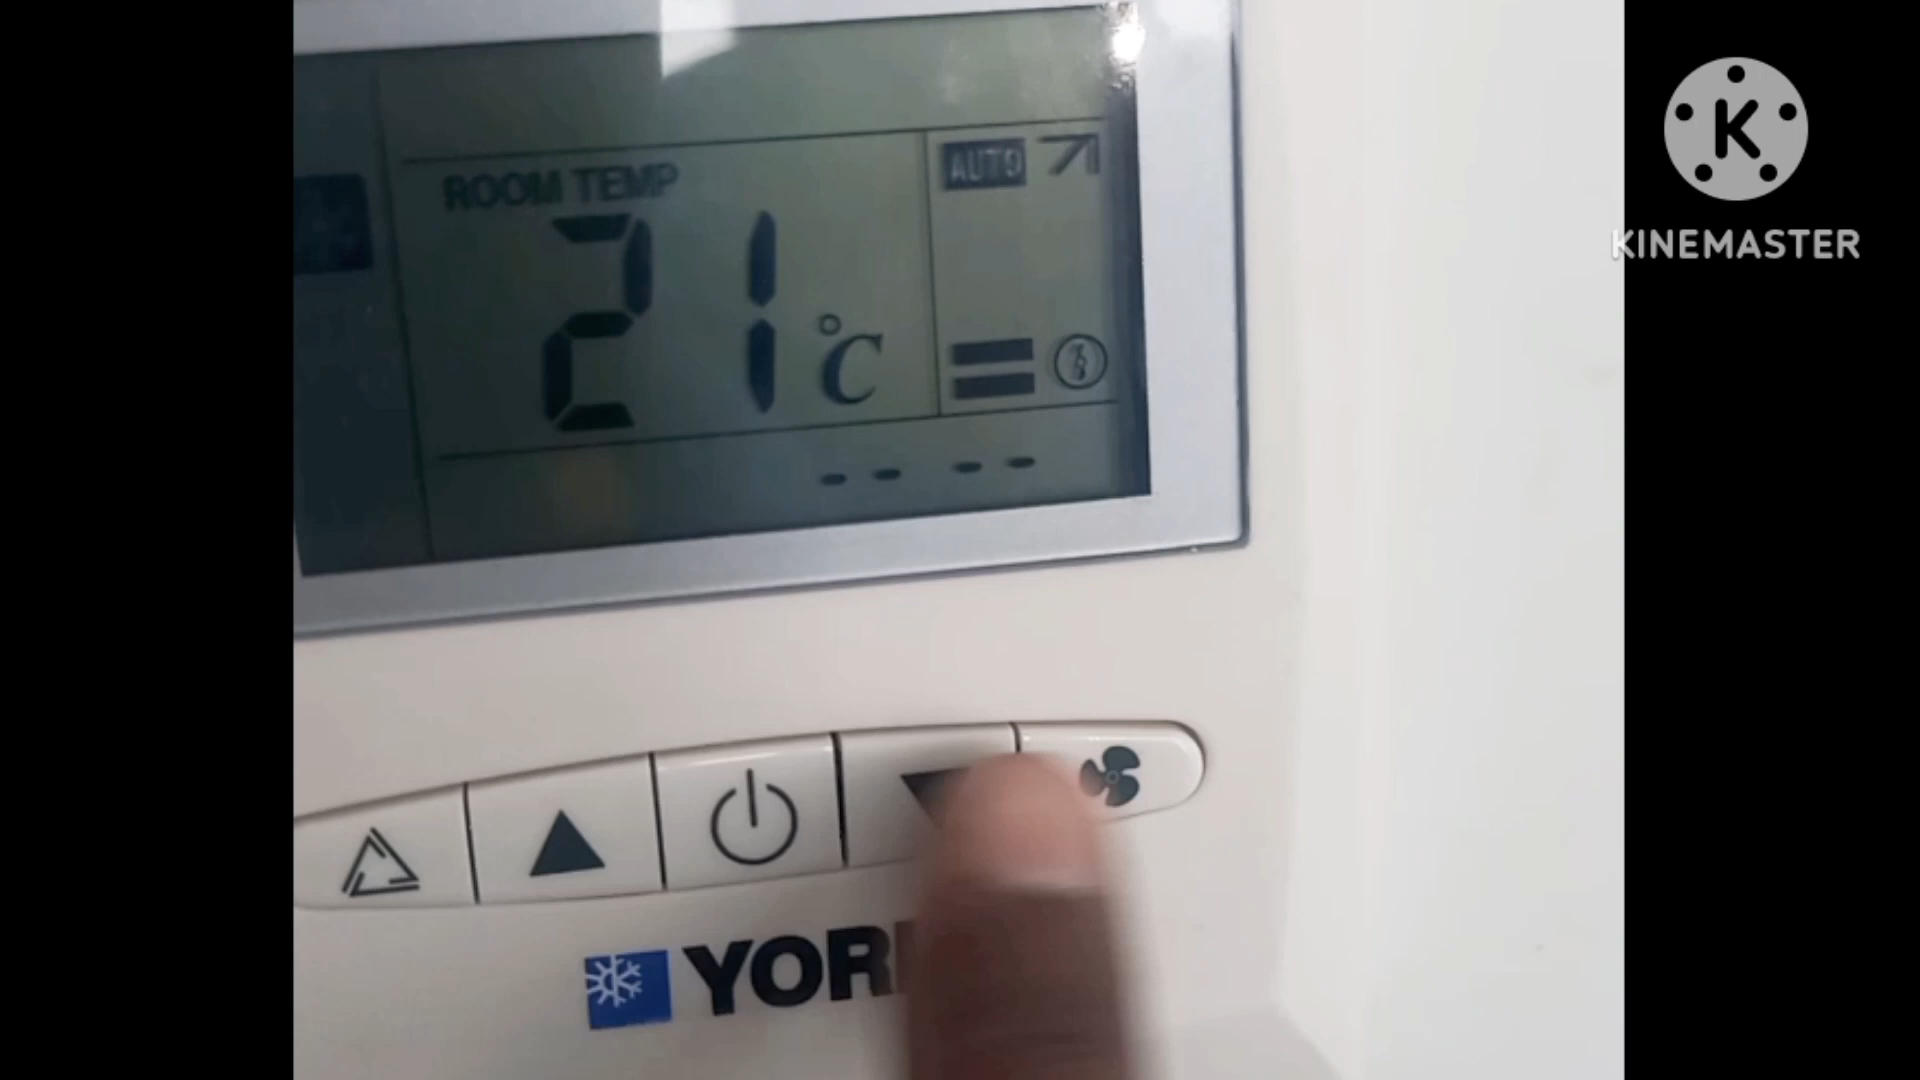 ROOM TEMP
AUTO
21 °C
-- --
YOR
K
KINEMASTER